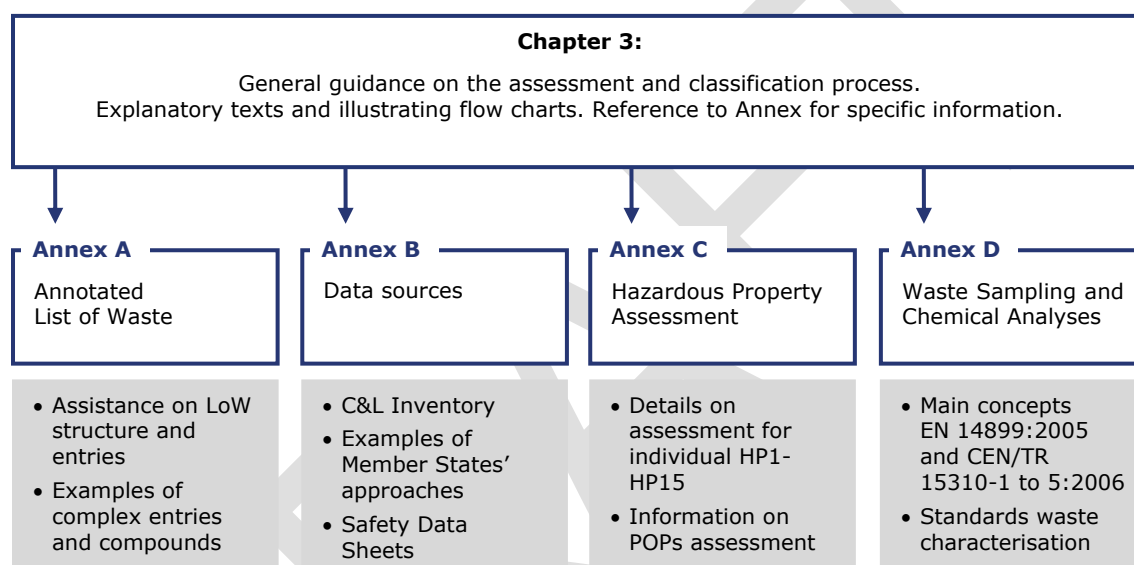 Chapter 3:
General guidance on the assessment and classification process.
Explanatory texts and illustrating flow charts. Reference to Annex for specific information.
Annex A
Annotated
List of Waste
• Assistance on LoW
structure and
entries
• Examples of
complex entries
and compounds
Annex B
Data sources
• C&L Inventory
• Examples of
Member States’
approaches
• Safety Data
Sheets
Annex C
Hazardous Property
Assessment
• Details on
assessment for
individual HP1-
HP15
• Information on
POPs assessment
Annex D
Waste Sampling and
Chemical Analyses
• Main concepts
EN 14899:2005
and CEN/TR
15310-1 to 5:2006
• Standards waste
characterisation